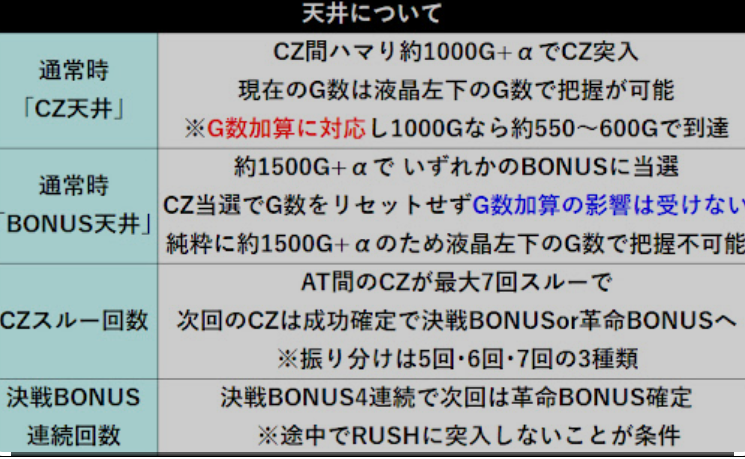 天井について
通常時
「CZ天井」
CZ間ハマり約1000G+αでCZ突入
現在のG数は液晶左下のG数で把握が可能
※G数加算に対応し1000Gなら約550～600Gで到達
通常時
「BONUS天井」
約1500G+αで いずれかのBONUSに当選
CZ当選でG数をリセットせずG数加算の影響は受けない
純粋に約1500G+αのため液晶左下のG数で把握不可能
CZスルー回数
AT間のCZが最大7回スルーで
次回のCZは成功確定で決戦BONUSor革命BONUSへ
※振り分けは5回･6回･7回の3種類
決戦BONUS
連続回数
決戦BONUS4連続で次回は革命BONUS確定
※途中でRUSHに突入しないことが条件